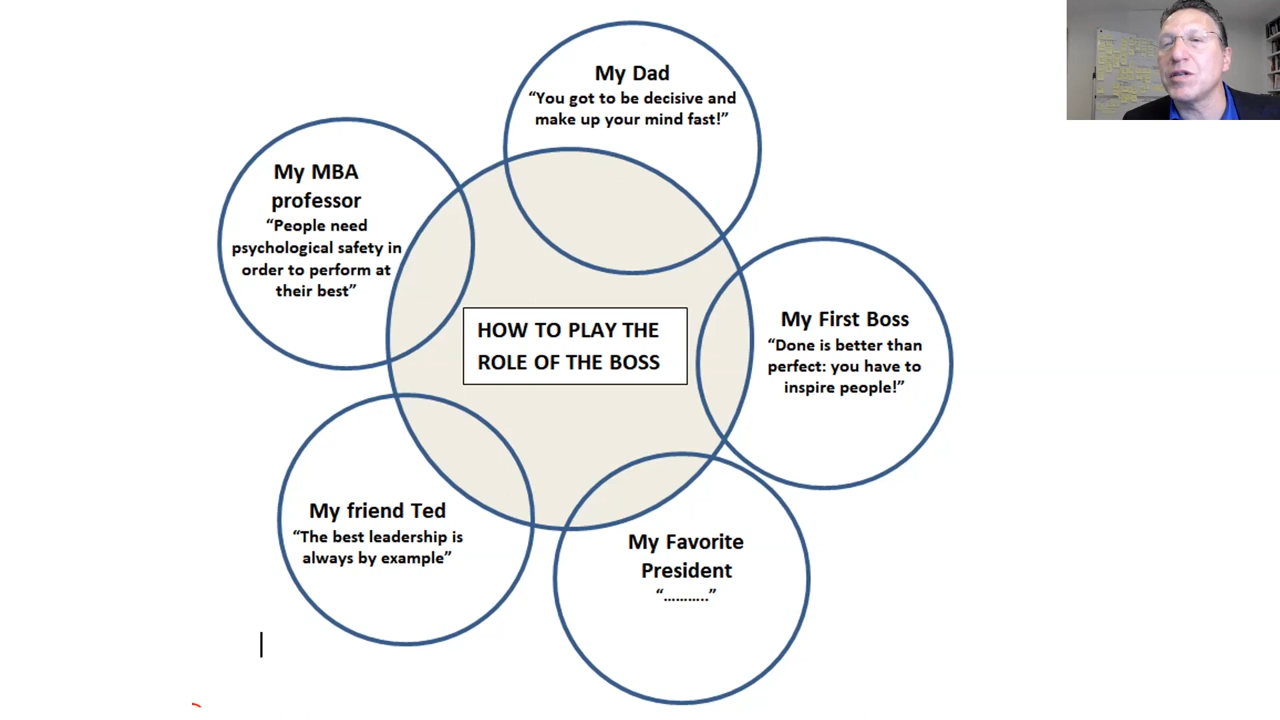 My Dad
“You got to be decisive and
make up your mind fast!”
My MBA
professor
“People need
psychological safety in
order to perform at
their best”
HOW TO PLAY THE
ROLE OF THE BOSS
My First Boss
“Done is better than
perfect: you have to
inspire people!”
My friend Ted
“The best leadership is
always by example”
My Favorite
President
“………..”